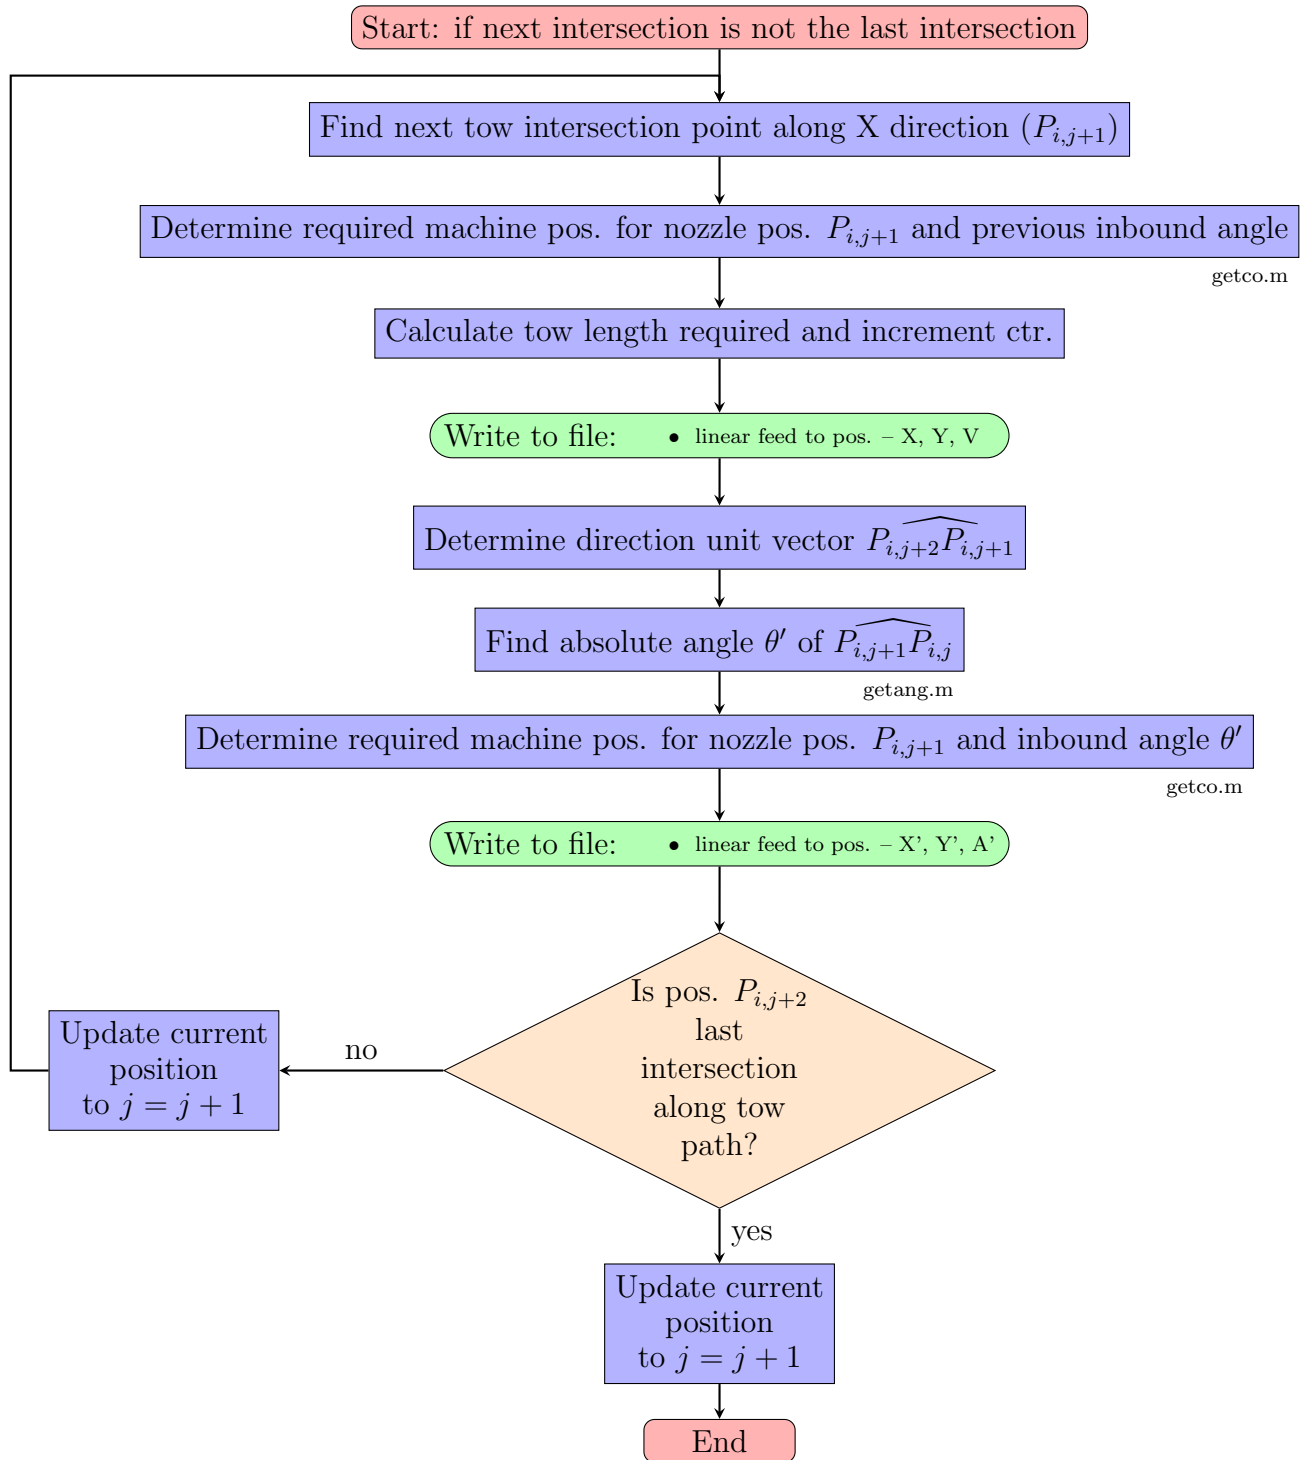 Start: if next intersection is not the last intersection
Find next tow intersection point along X direction (P_{i,j+1})
Determine required machine pos. for nozzle pos. P_{i,j+1} and previous inbound angle
getco.m
Calculate tow length required and increment ctr.
Write to file: • linear feed to pos. – X, Y, V
Determine direction unit vector \widehat{P_{i,j+2}P_{i,j+1}}
Find absolute angle θ′ of \widehat{P_{i,j+1}P_{i,j}}
getang.m
Determine required machine pos. for nozzle pos. P_{i,j+1} and inbound angle θ′
getco.m
Write to file: • linear feed to pos. – X’, Y’, A’
Is pos. P_{i,j+2}
last
intersection
along tow
path?
no
Update current
position
to j = j + 1
yes
Update current
position
to j = j + 1
End